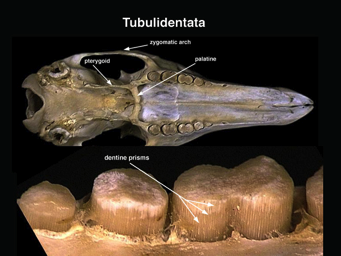 Tubulidentata
zygomatic arch
pterygoid
palatine
dentine prisms